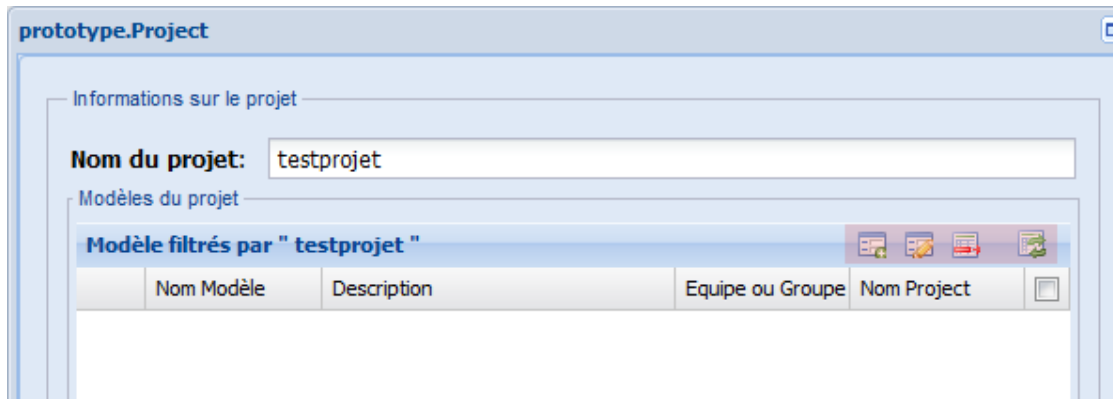 prototype.Project
Informations sur le projet
Nom du projet: testprojet
Modèles du projet
Modèle filtrés par " testprojet "
Nom Modèle Description Equipe ou Groupe Nom Project